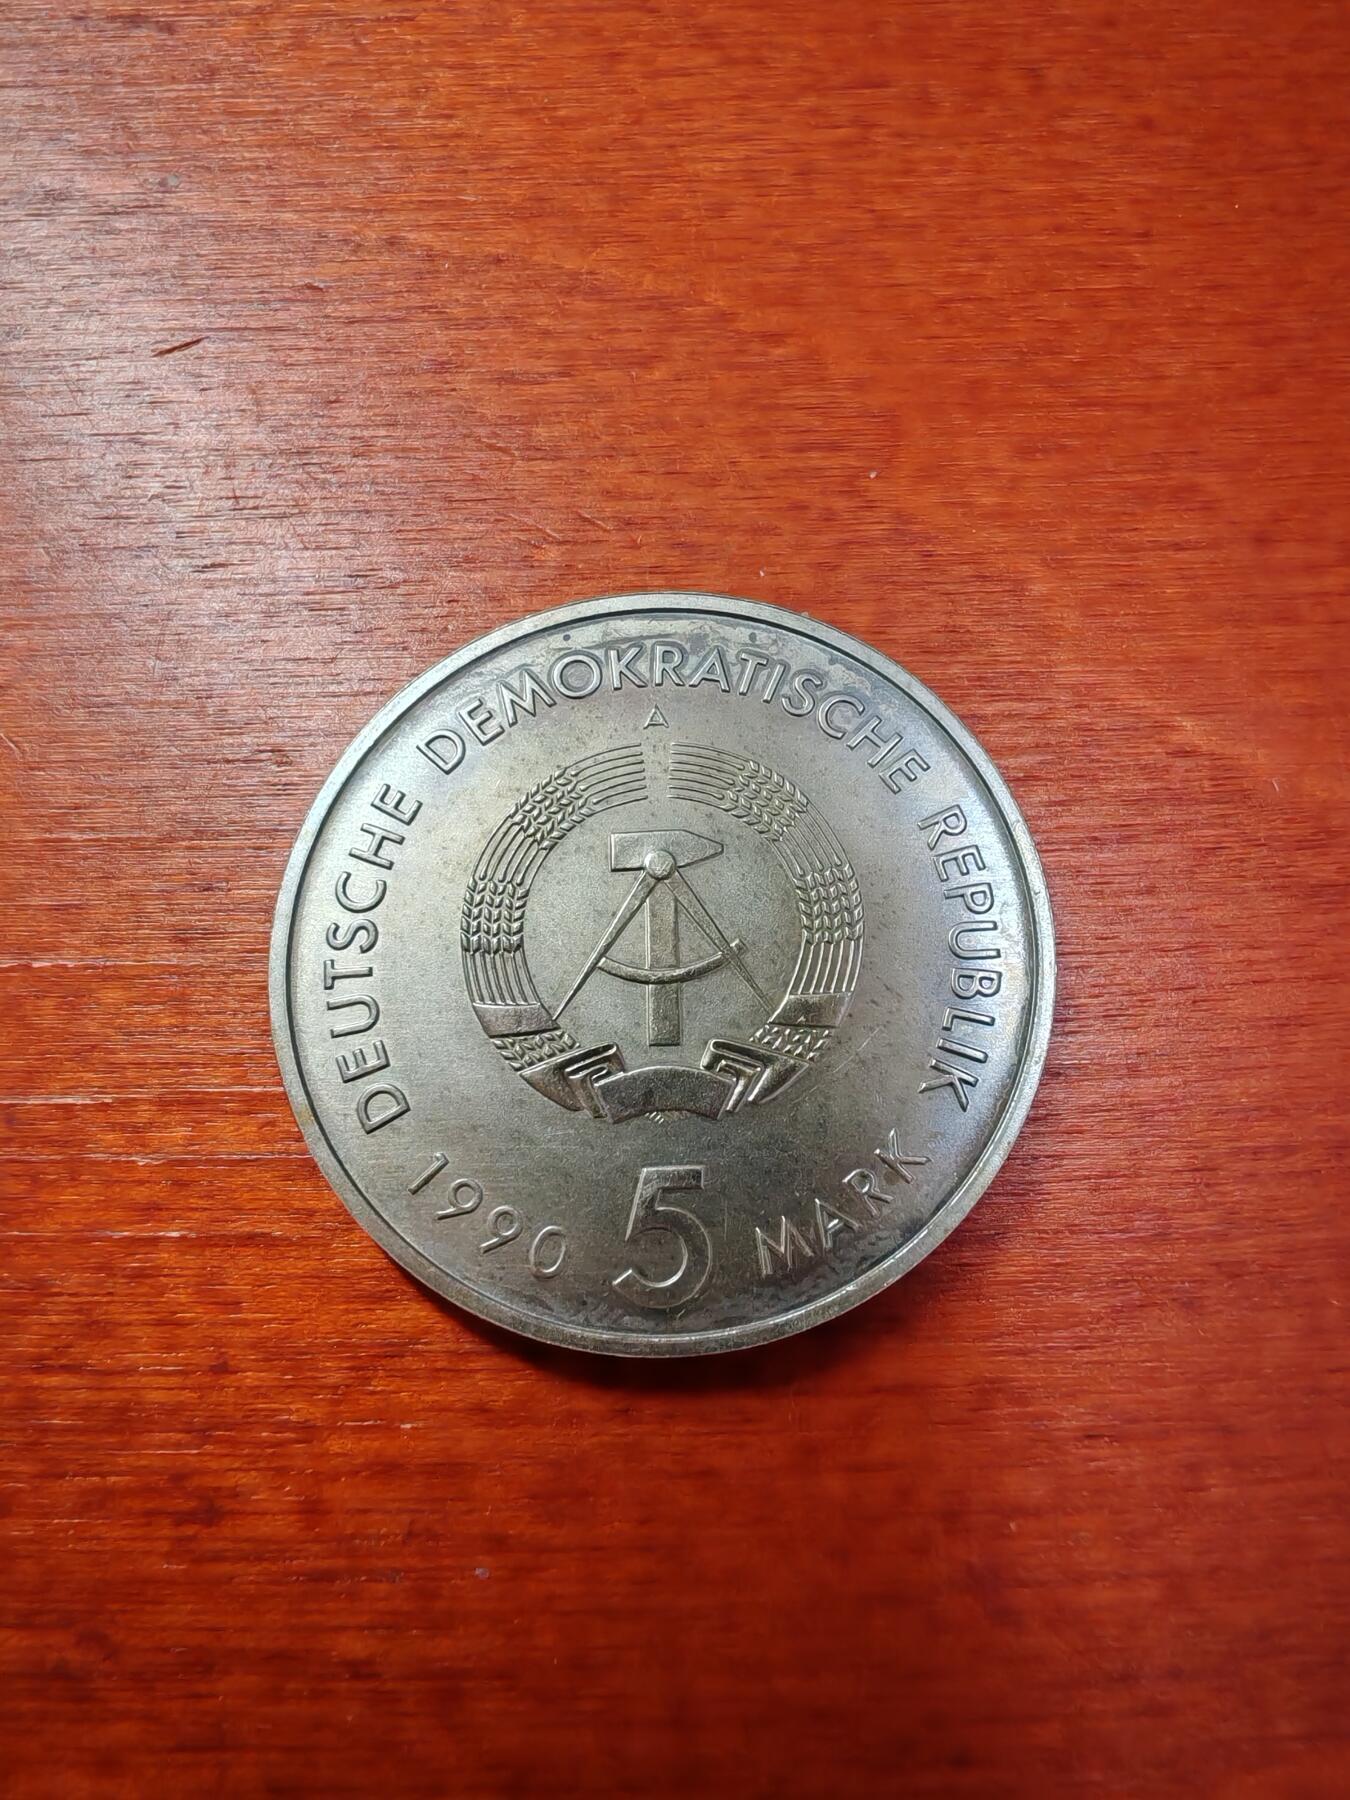 DEUTSCHE DEMOKRATISCHE REPUBLIK
A
1990 5 MARK